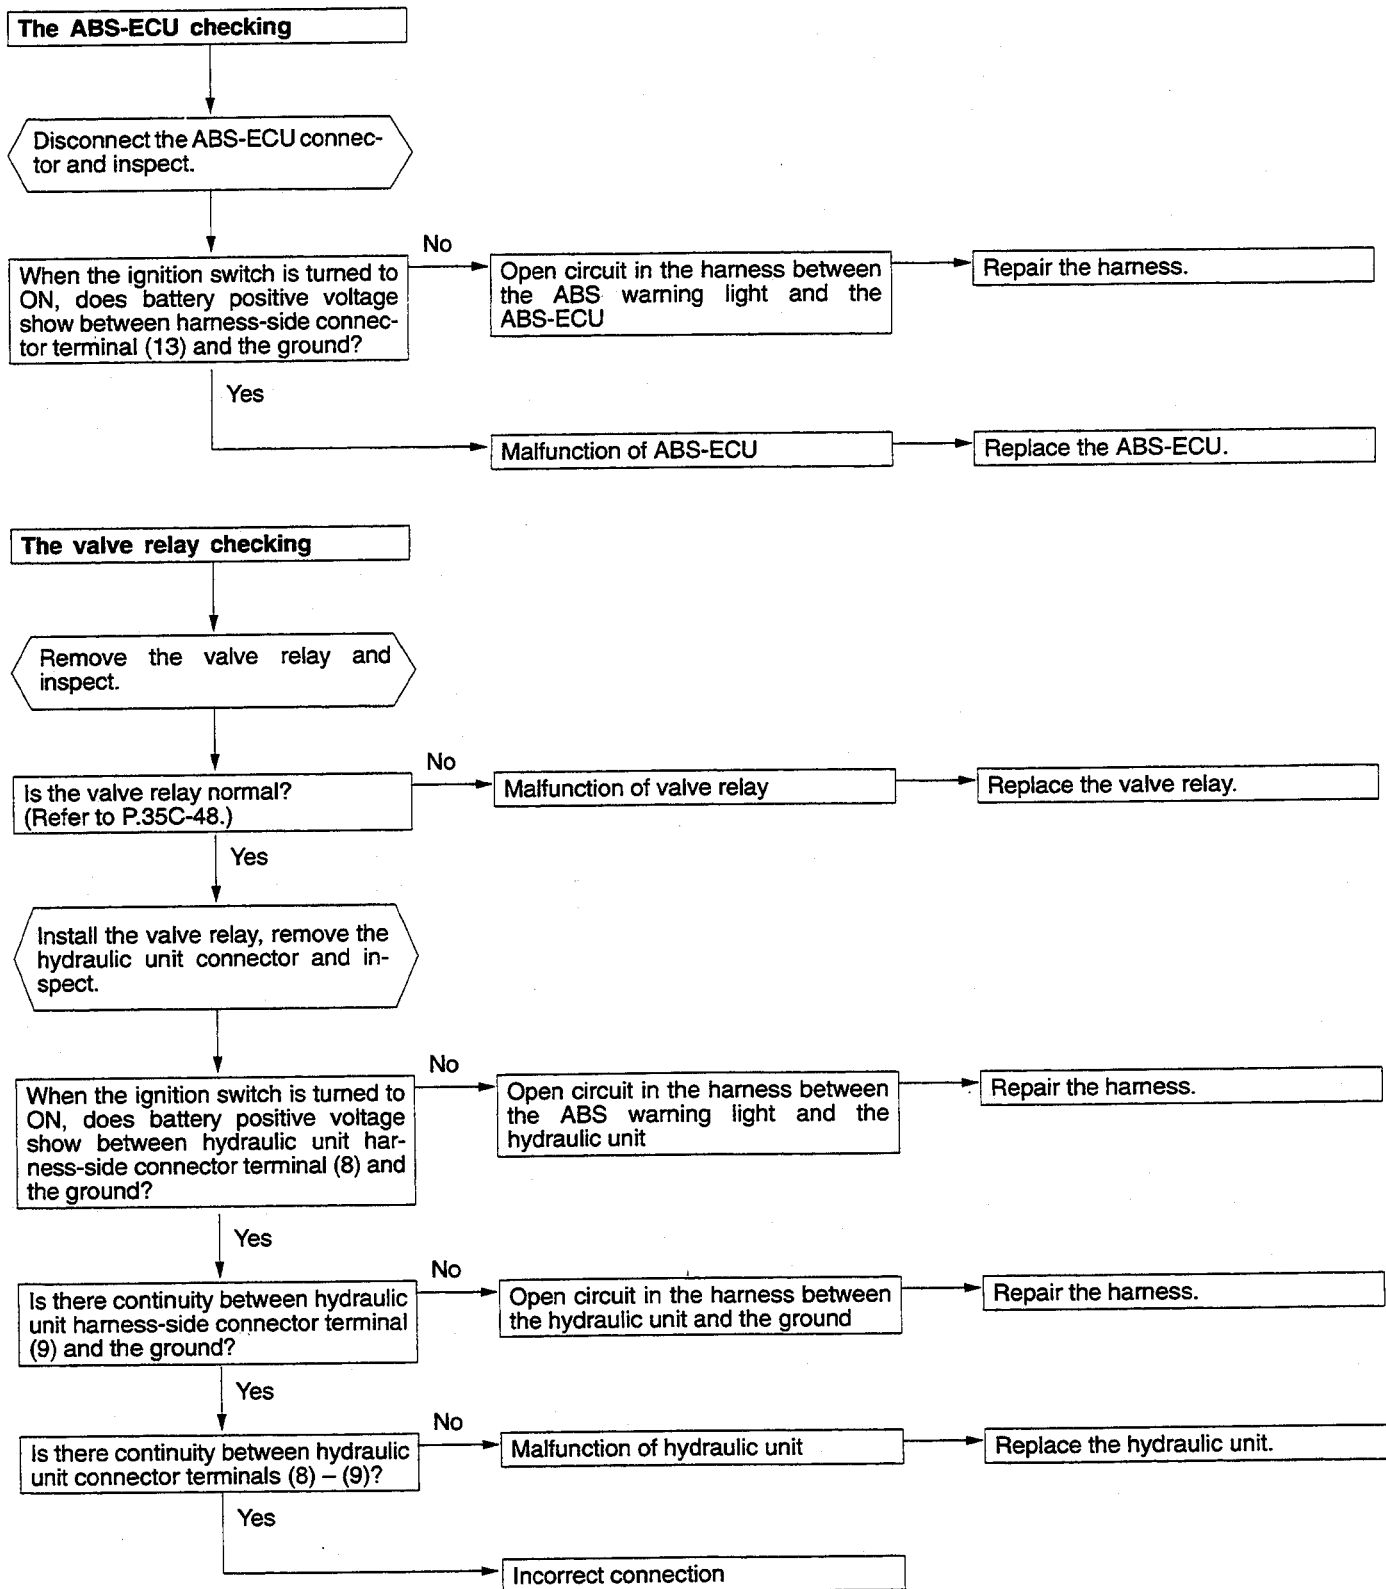 The ABS-ECU checking
Disconnect the ABS-ECU connec-
tor and inspect.
When the ignition switch is turned to
ON, does battery positive voltage
show between harness-side connec-
tor terminal (13) and the ground?
No
Open circuit in the harness between
the ABS warning light and the
ABS-ECU
Repair the harness.
Yes
Malfunction of ABS-ECU
Replace the ABS-ECU.
The valve relay checking
Remove the valve relay and
inspect.
Is the valve relay normal?
(Refer to P.35C-48.)
No
Malfunction of valve relay
Replace the valve relay.
Yes
Install the valve relay, remove the
hydraulic unit connector and in-
spect.
When the ignition switch is turned to
ON, does battery positive voltage
show between hydraulic unit har-
ness-side connector terminal (8) and
the ground?
No
Open circuit in the harness between
the ABS warning light and the
hydraulic unit
Repair the harness.
Yes
Is there continuity between hydraulic
unit harness-side connector terminal
(9) and the ground?
No
Open circuit in the harness between
the hydraulic unit and the ground
Repair the harness.
Yes
Is there continuity between hydraulic
unit connector terminals (8) – (9)?
No
Malfunction of hydraulic unit
Replace the hydraulic unit.
Yes
Incorrect connection